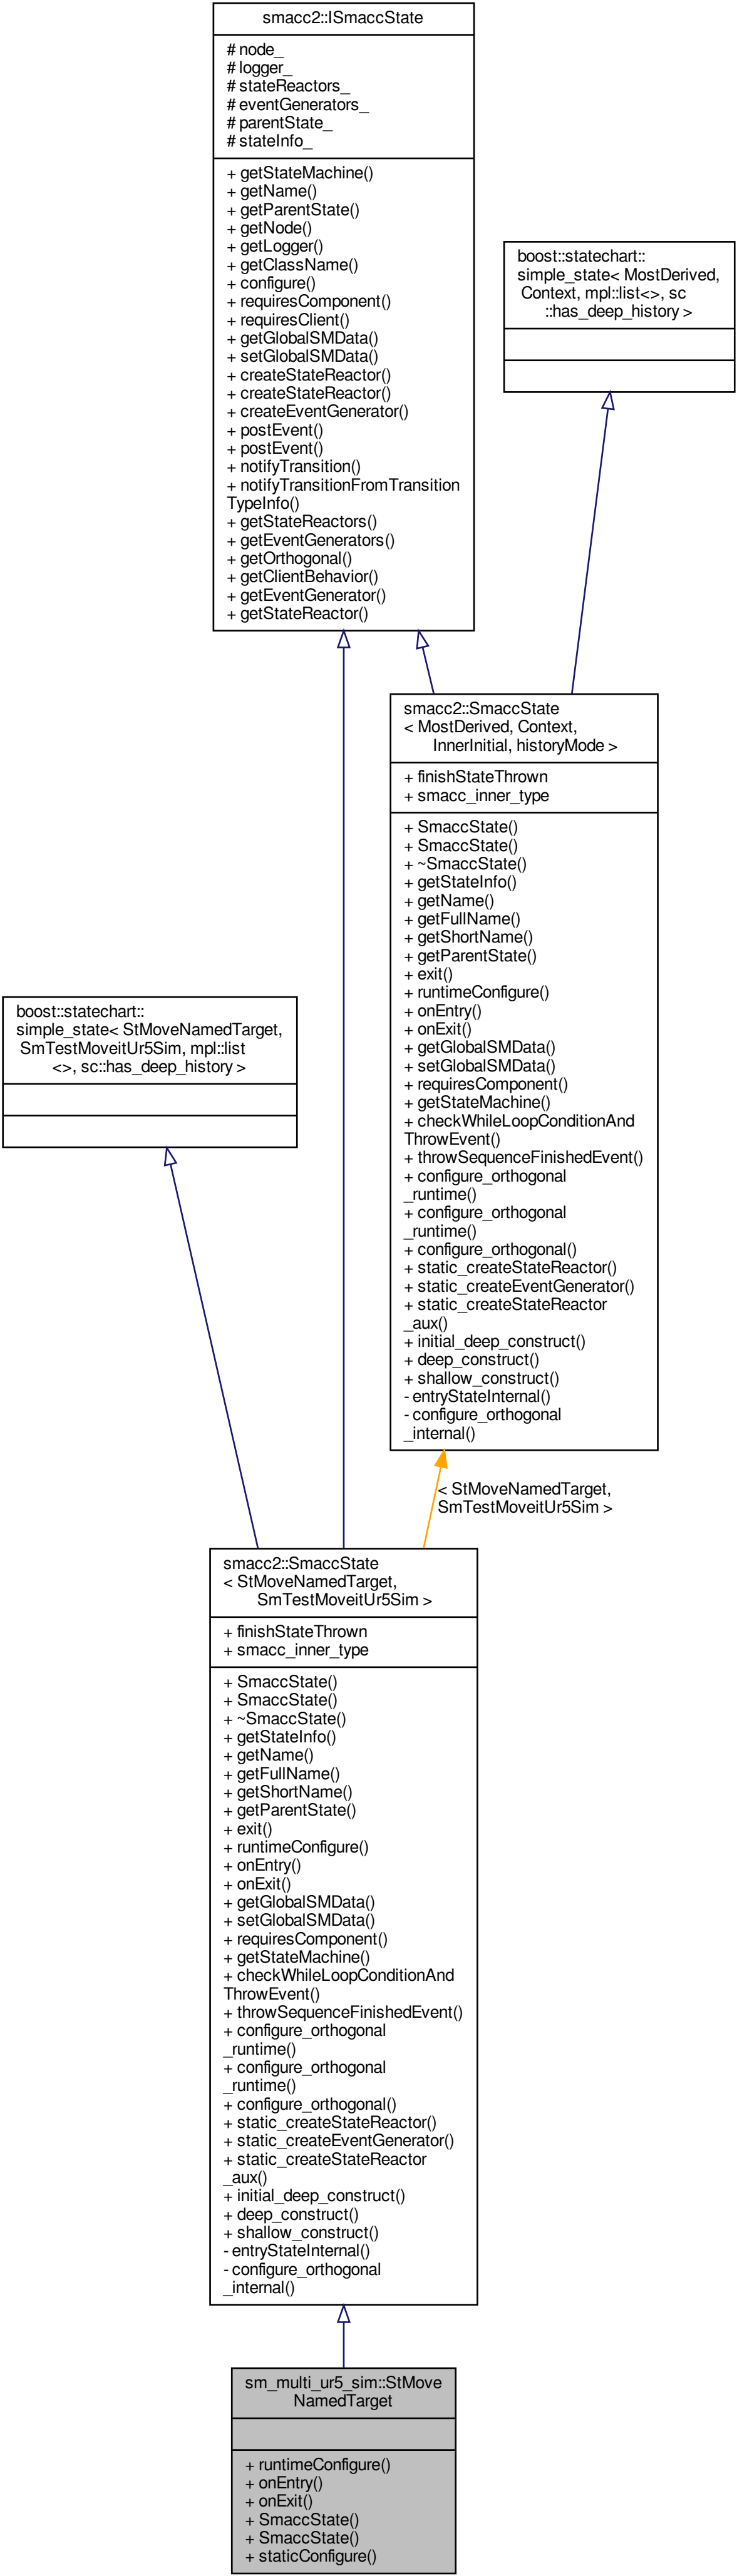 smacc2::ISmaccState
# node_
# logger_
# stateReactors_
# eventGenerators_
# parentState_
# stateInfo_
+ getStateMachine()
+ getName()
+ getParentState()
+ getNode()
+ getLogger()
+ getClassName()
+ configure()
+ requiresComponent()
+ requiresClient()
+ getGlobalSMData()
+ setGlobalSMData()
+ createStateReactor()
+ createStateReactor()
+ createEventGenerator()
+ postEvent()
+ postEvent()
+ notifyTransition()
+ notifyTransitionFromTransition
TypeInfo()
+ getStateReactors()
+ getEventGenerators()
+ getOrthogonal()
+ getClientBehavior()
+ getEventGenerator()
+ getStateReactor()
boost::statechart::
simple_state< MostDerived,
Context, mpl::list<>, sc
::has_deep_history >
smacc2::SmaccState
< MostDerived, Context,
InnerInitial, historyMode >
+ finishStateThrown
+ smacc_inner_type
+ SmaccState()
+ SmaccState()
+ ~SmaccState()
+ getStateInfo()
+ getName()
+ getFullName()
+ getShortName()
+ getParentState()
+ exit()
+ runtimeConfigure()
+ onEntry()
+ onExit()
+ getGlobalSMData()
+ setGlobalSMData()
+ requiresComponent()
+ getStateMachine()
+ checkWhileLoopConditionAnd
ThrowEvent()
+ throwSequenceFinishedEvent()
+ configure_orthogonal
_runtime()
+ configure_orthogonal
_runtime()
+ configure_orthogonal()
+ static_createStateReactor()
+ static_createEventGenerator()
+ static_createStateReactor
_aux()
+ initial_deep_construct()
+ deep_construct()
+ shallow_construct()
- entryStateInternal()
- configure_orthogonal
_internal()
boost::statechart::
simple_state< StMoveNamedTarget,
SmTestMoveitUr5Sim, mpl::list
<>, sc::has_deep_history >
< StMoveNamedTarget,
SmTestMoveitUr5Sim >
smacc2::SmaccState
< StMoveNamedTarget,
SmTestMoveitUr5Sim >
+ finishStateThrown
+ smacc_inner_type
+ SmaccState()
+ SmaccState()
+ ~SmaccState()
+ getStateInfo()
+ getName()
+ getFullName()
+ getShortName()
+ getParentState()
+ exit()
+ runtimeConfigure()
+ onEntry()
+ onExit()
+ getGlobalSMData()
+ setGlobalSMData()
+ requiresComponent()
+ getStateMachine()
+ checkWhileLoopConditionAnd
ThrowEvent()
+ throwSequenceFinishedEvent()
+ configure_orthogonal
_runtime()
+ configure_orthogonal
_runtime()
+ configure_orthogonal()
+ static_createStateReactor()
+ static_createEventGenerator()
+ static_createStateReactor
_aux()
+ initial_deep_construct()
+ deep_construct()
+ shallow_construct()
- entryStateInternal()
- configure_orthogonal
_internal()
sm_multi_ur5_sim::StMove
NamedTarget
+ runtimeConfigure()
+ onEntry()
+ onExit()
+ SmaccState()
+ SmaccState()
+ staticConfigure()